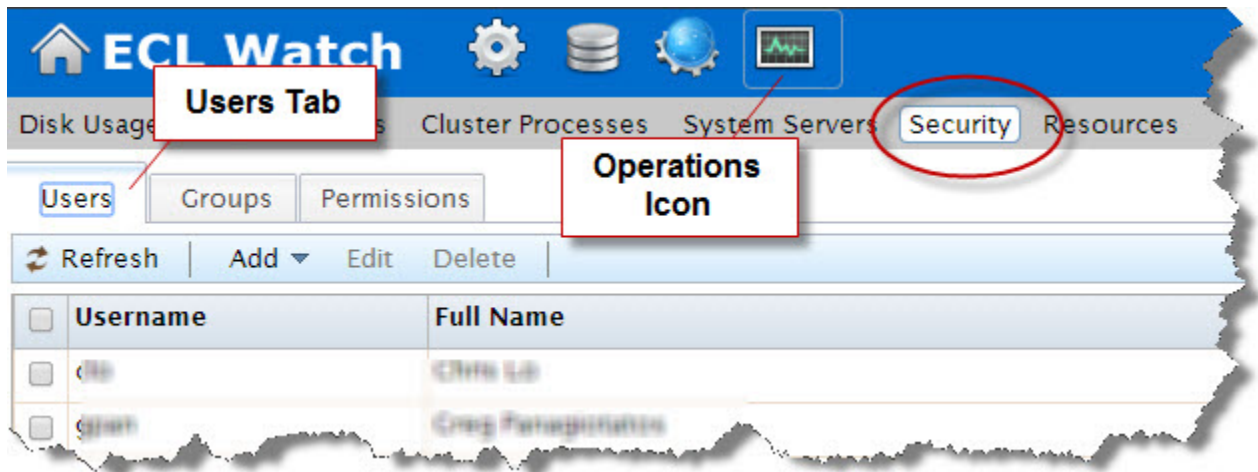 ECL Watch
Users Tab
Disk Usage s Cluster Processes System Servers Security Resources
Operations
Icon
Users Groups Permissions
Refresh Add Edit Delete
Username Full Name